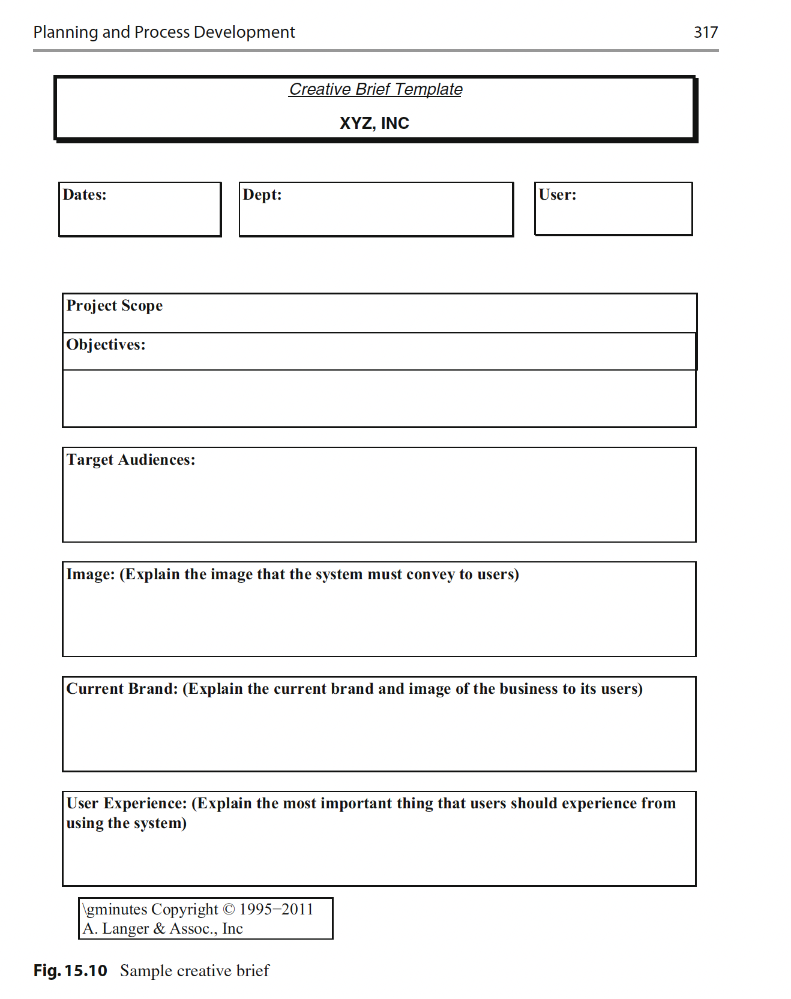 Planning and Process Development 317
Creative Brief Template
XYZ, INC
Dates: Dept: User:
Project Scope
Objectives:
Target Audiences:
Image: (Explain the image that the system must convey to users)
Current Brand: (Explain the current brand and image of the business to its users)
User Experience: (Explain the most important thing that users should experience from
using the system)
\gminutes Copyright © 1995−2011
A. Langer & Assoc., Inc
Fig. 15.10 Sample creative brief